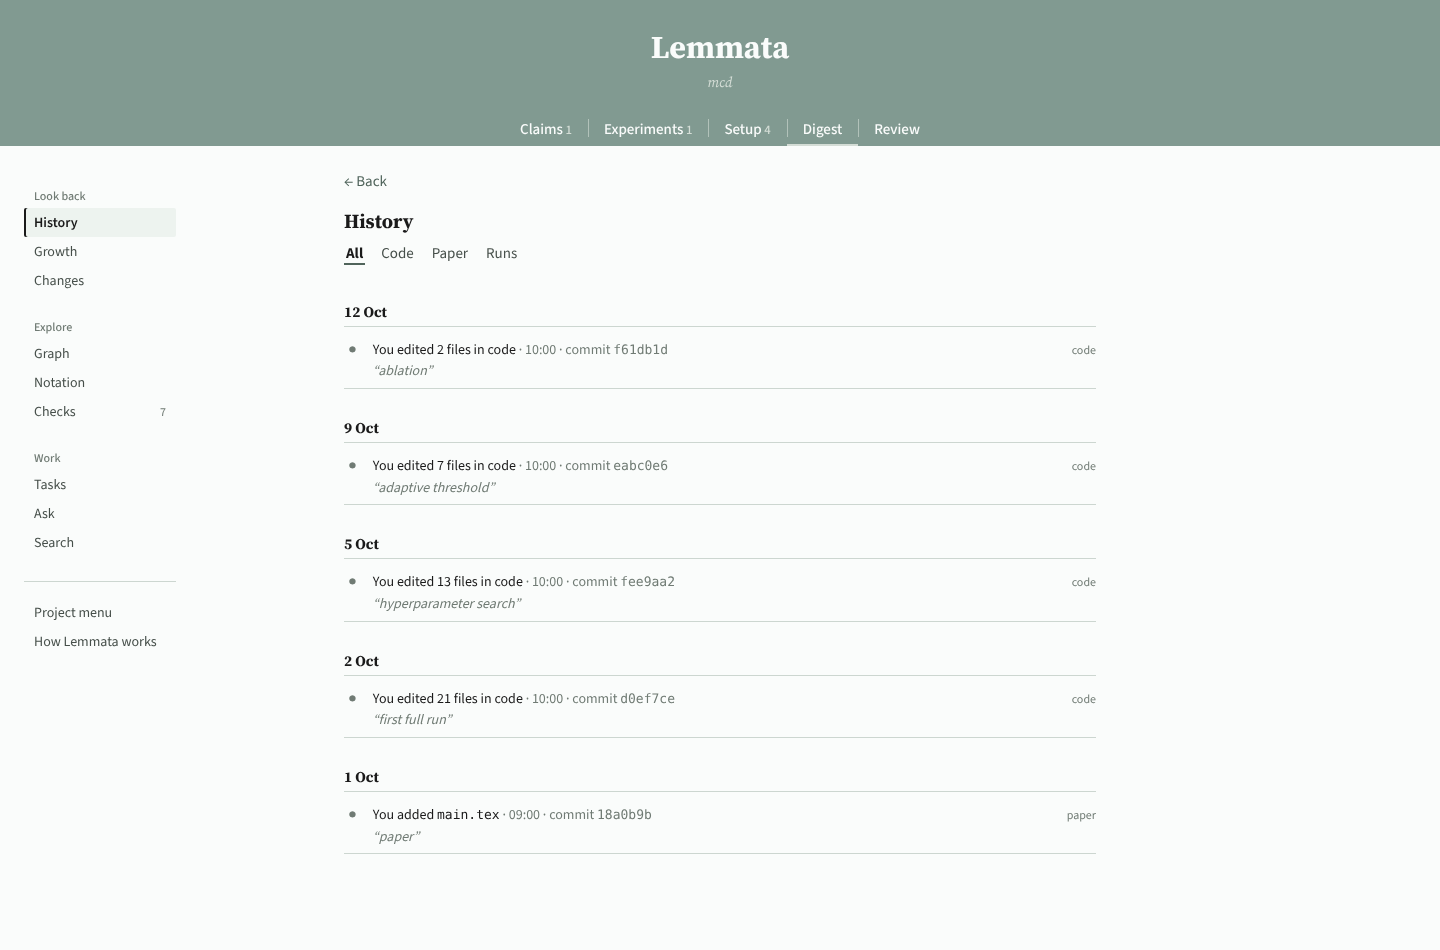 Lemmata
mcd
Claims 1
Experiments 1
Setup 4
Digest
Review
Look back
History
Growth
Changes
Explore
Graph
Notation
Checks 7
Work
Tasks
Ask
Search
Project menu
How Lemmata works
← Back
History
All Code Paper Runs
12 Oct
You edited 2 files in code · 10:00 · commit f61db1d code
“ablation”
9 Oct
You edited 7 files in code · 10:00 · commit eabc0e6 code
“adaptive threshold”
5 Oct
You edited 13 files in code · 10:00 · commit fee9aa2 code
“hyperparameter search”
2 Oct
You edited 21 files in code · 10:00 · commit d0ef7ce code
“first full run”
1 Oct
You added main.tex · 09:00 · commit 18a0b9b paper
“paper”